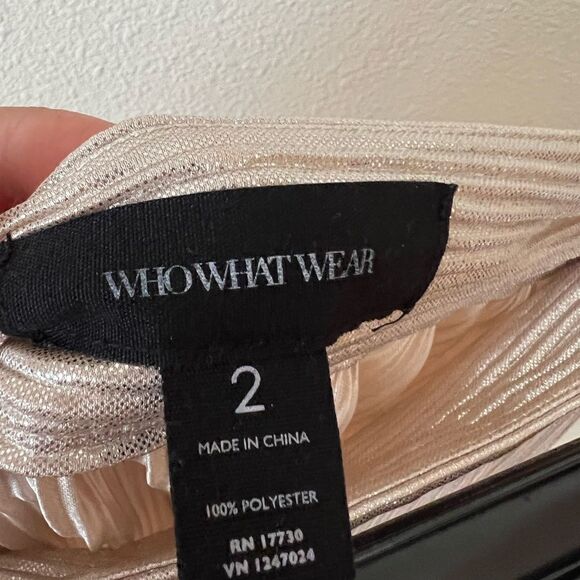 WHO WHAT WEAR
2
MADE IN CHINA
100% POLYESTER
RN 17730
VN 1247024